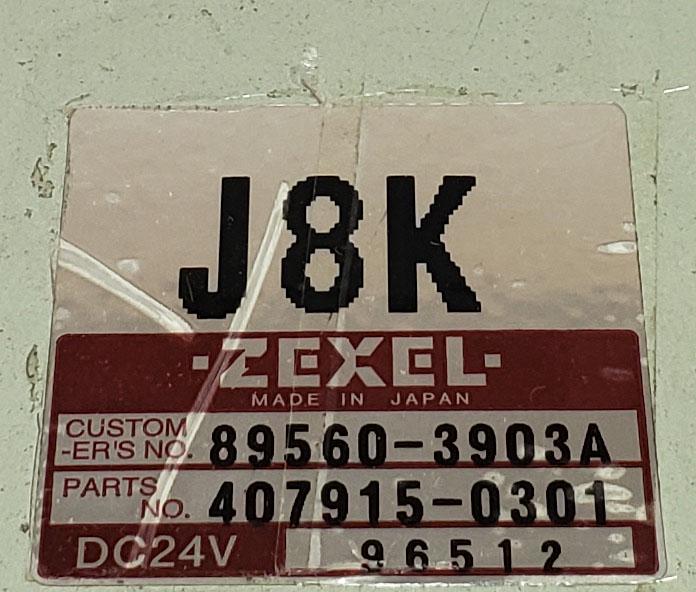 J8K
·ZEXEL·
MADE IN JAPAN
CUSTOM
-ER'S NO. 89560-3903A
PARTS
NO. 407915-0301
DC24V 96512